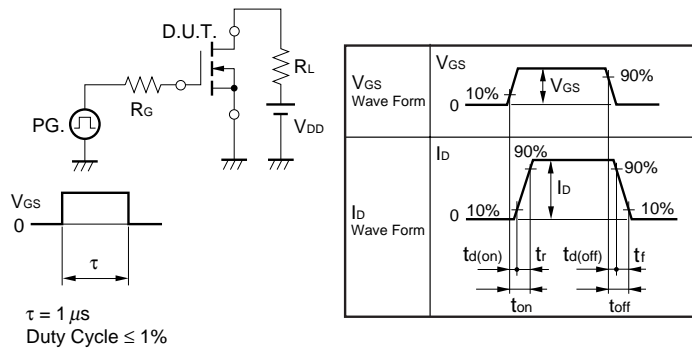 D.U.T.
RL
PG.
RG
VDD
VGS
0
τ
τ = 1 μs
Duty Cycle ≤ 1%
VGS
Wave Form
VGS
0
10%
VGS
90%
ID
Wave Form
ID
90%
90%
ID
0
10%
10%
td(on)
tr
td(off)
tf
ton
toff